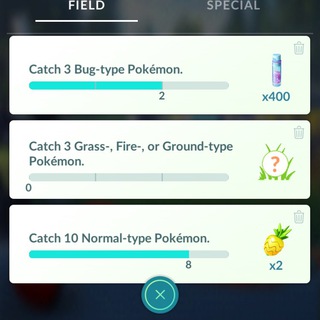 FIELD
SPECIAL
Catch 3 Bug-type Pokémon.
2
x400
Catch 3 Grass-, Fire-, or Ground-type
Pokémon.
0
?
Catch 10 Normal-type Pokémon.
8
x2